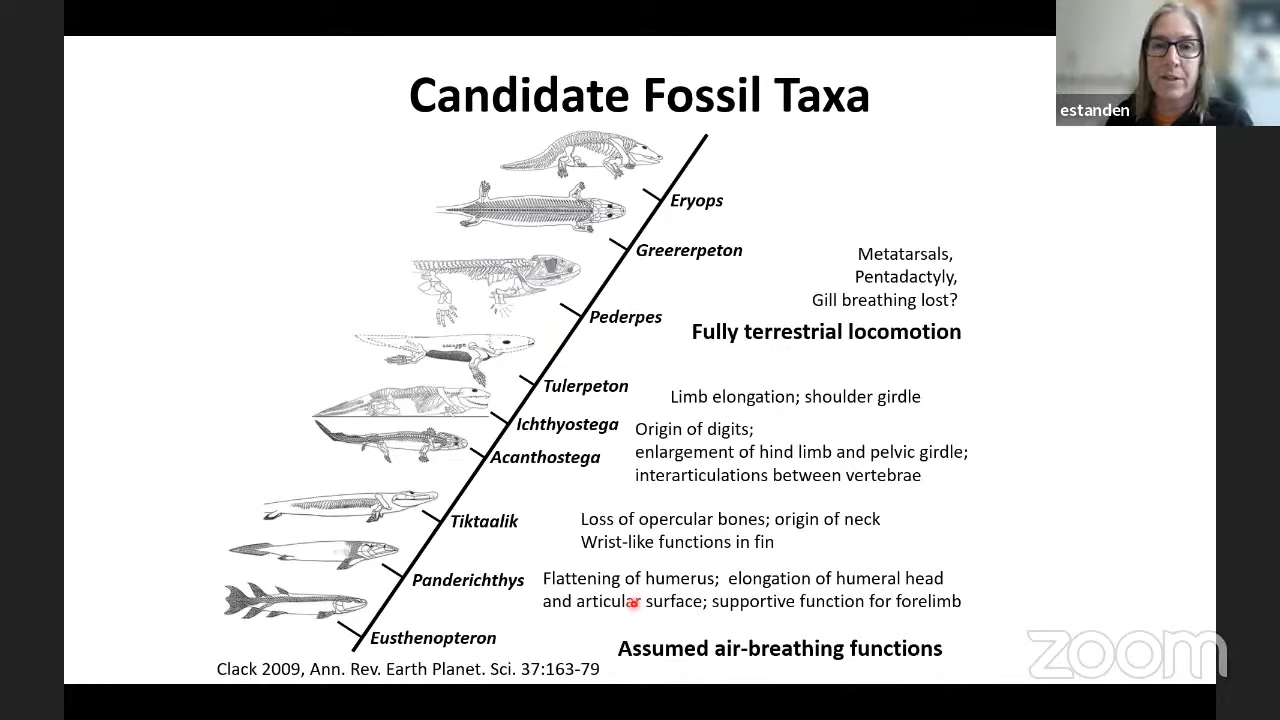 estanden
Candidate Fossil Taxa
Eryops
Greererpeton
Metatarsals,
Pentadactyly,
Gill breathing lost?
Pederpes
Fully terrestrial locomotion
Tulerpeton
Limb elongation; shoulder girdle
Ichthyostega
Origin of digits;
enlargement of hind limb and pelvic girdle;
interarticulations between vertebrae
Acanthostega
Tiktaalik
Loss of opercular bones; origin of neck
Wrist-like functions in fin
Panderichthys
Flattening of humerus; elongation of humeral head
and articular surface; supportive function for forelimb
Eusthenopteron
Assumed air-breathing functions
Clack 2009, Ann. Rev. Earth Planet. Sci. 37:163-79
zoom